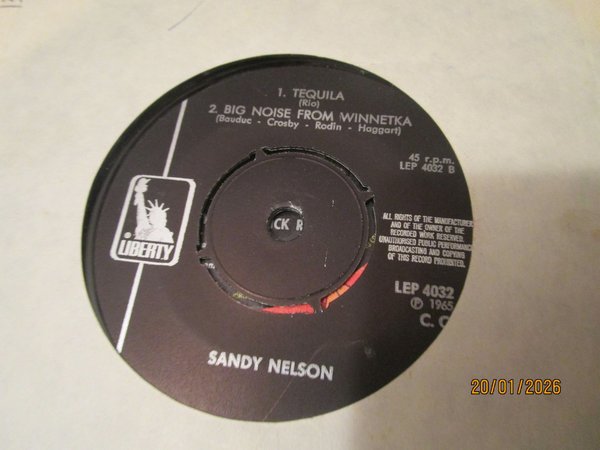 1. TEQUILA
(Rio)
2. BIG NOISE FROM WINNETKA
(Bauduc - Crosby - Rodin - Haggart)
45 r.p.m.
LEP 4032 B
LIBERTY
CK R
ALL RIGHTS OF THE MANUFACTURER
AND OF THE OWNER OF THE
RECORDED WORK RESERVED.
UNAUTHORISED PUBLIC PERFORMANCE
BROADCASTING AND COPYING
OF THIS RECORD PROHIBITED.
LEP 4032
℗ 1965
C. C
SANDY NELSON
20/01/2026